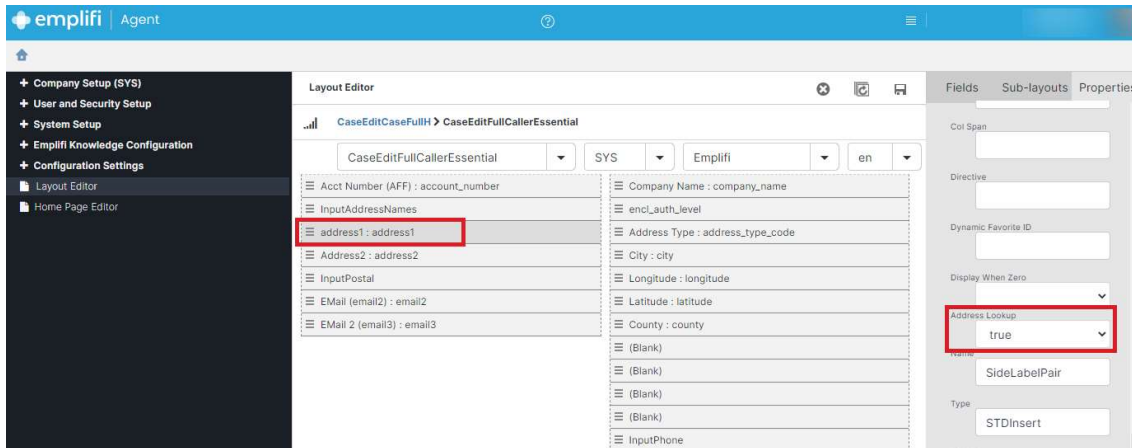 emplifi Agent
+ Company Setup (SYS)
+ User and Security Setup
+ System Setup
+ Emplifi Knowledge Configuration
+ Configuration Settings
Layout Editor
Home Page Editor
Layout Editor
CaseEditCaseFullH > CaseEditFullCallerEssential
CaseEditFullCallerEssential SYS Emplifi en
Acct Number (AFF) : account_number
InputAddressNames
address1 : address1
Address2 : address2
InputPostal
EMail (email2) : email2
EMail 2 (email3) : email3
Company Name : company_name
encl_auth_level
Address Type : address_type_code
City : city
Longitude : longitude
Latitude : latitude
County : county
(Blank)
(Blank)
(Blank)
(Blank)
InputPhone
Fields Sub-layouts Properties
Col Span
Directive
Dynamic Favorite ID
Display When Zero
Address Lookup
true
Name
SideLabelPair
Type
STDInsert